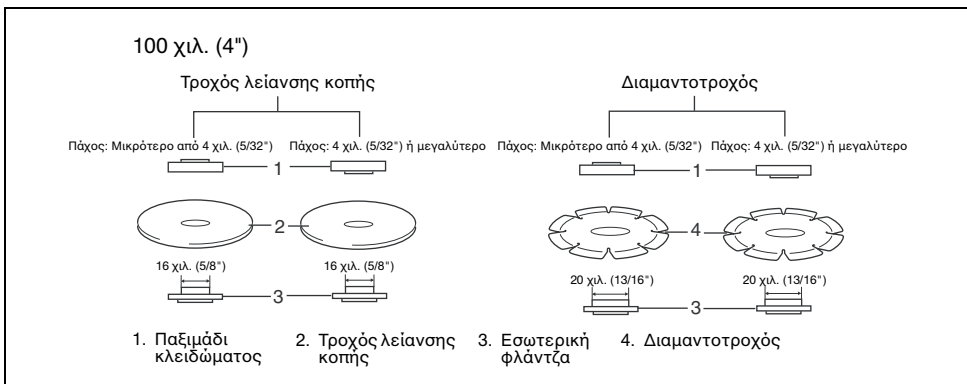 100 χιλ. (4")
Τροχός λείανσης κοπής
Διαμαντοτροχός
Πάχος: Μικρότερο από 4 χιλ. (5/32")
Πάχος: 4 χιλ. (5/32") ή μεγαλύτερο
Πάχος: Μικρότερο από 4 χιλ. (5/32")
Πάχος: 4 χιλ. (5/32") ή μεγαλύτερο
1
1
2
4
16 χιλ. (5/8")
16 χιλ. (5/8")
20 χιλ. (13/16")
20 χιλ. (13/16")
3
3
1. Παξιμάδι
κλειδώματος
2. Τροχός λείανσης
κοπής
3. Εσωτερική
φλάντζα
4. Διαμαντοτροχός